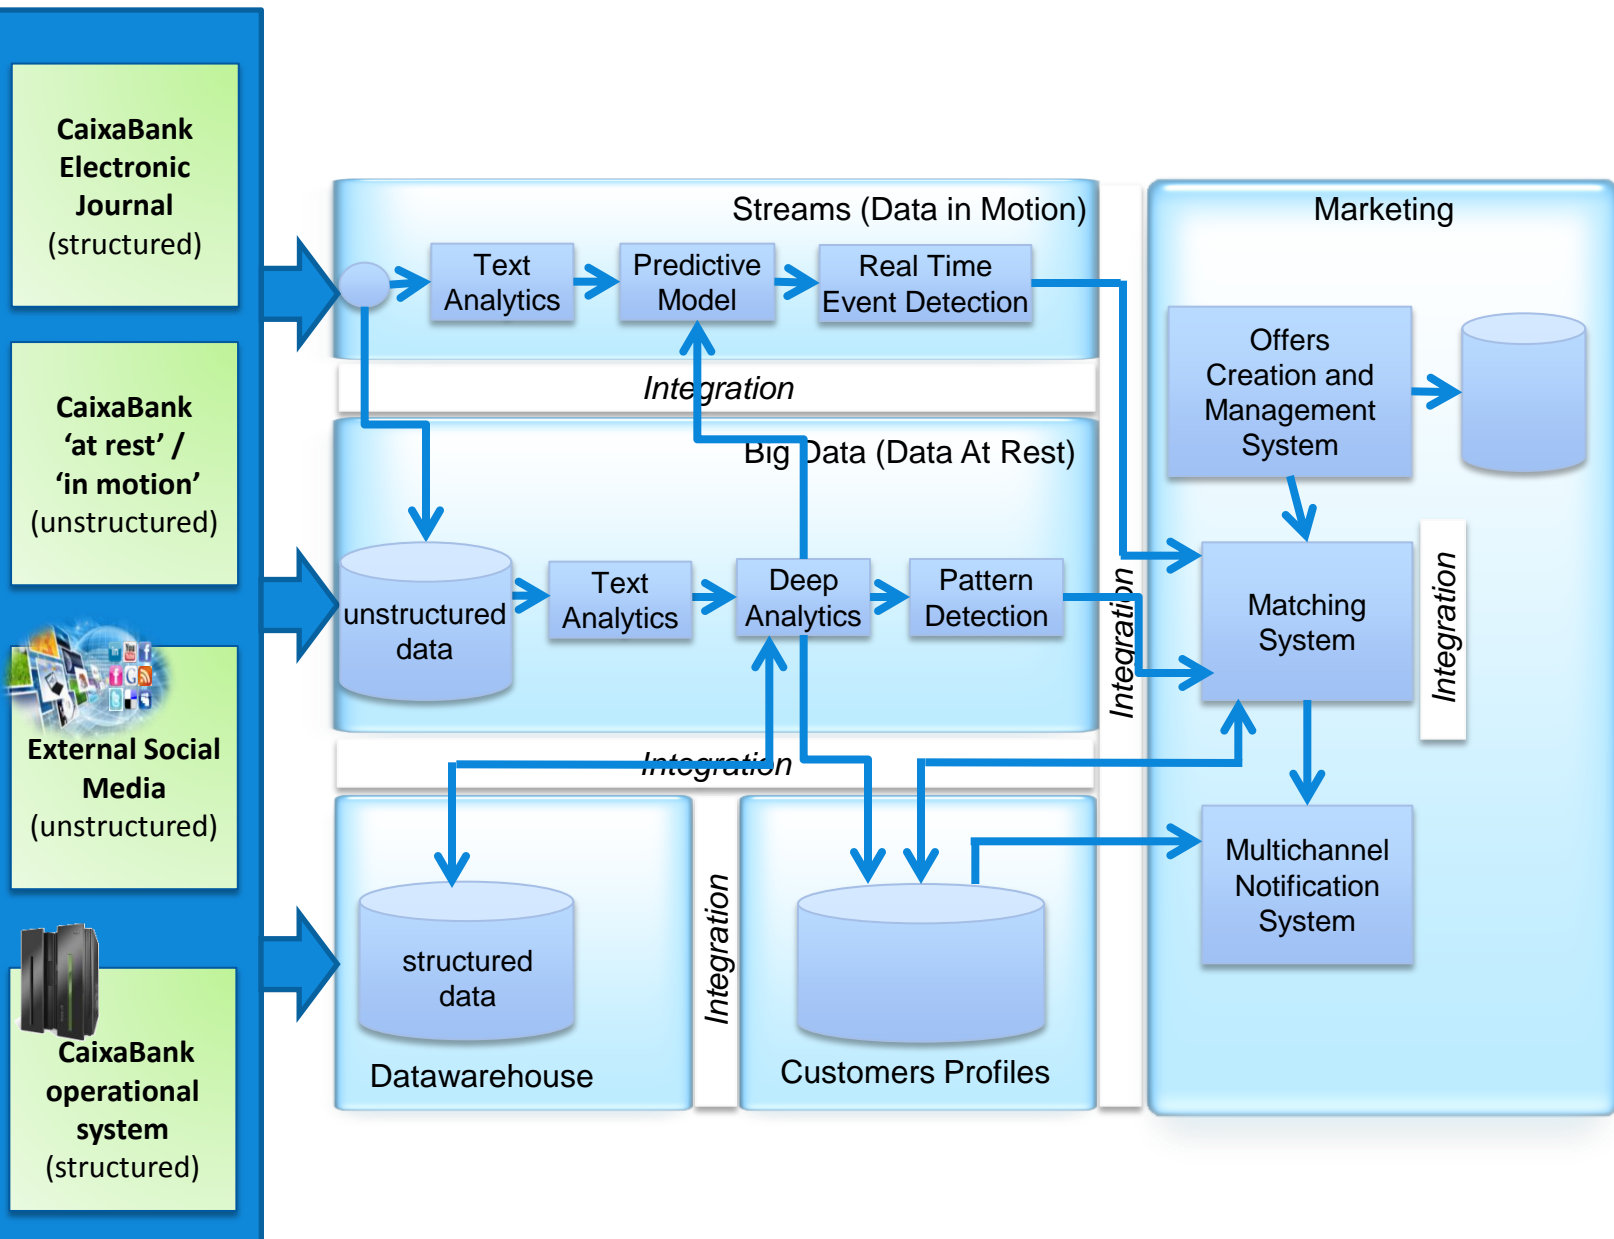 CaixaBank
Electronic
Journal
(structured)
CaixaBank
‘at rest’ /
‘in motion’
(unstructured)
External Social
Media
(unstructured)
CaixaBank
operational
system
(structured)
Streams (Data in Motion)
Text
Analytics
Predictive
Model
Real Time
Event Detection
Integration
Big Data (Data At Rest)
unstructured
data
Text
Analytics
Deep
Analytics
Pattern
Detection
Integration
structured
data
Datawarehouse
Integration
Customers Profiles
Integration
Marketing
Offers
Creation and
Management
System
Matching
System
Integration
Multichannel
Notification
System